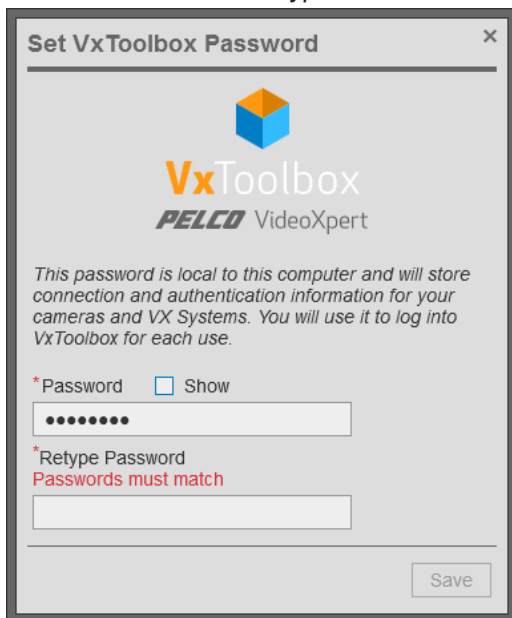 Set VxToolbox Password ×
VxToolbox
PELCO VideoXpert
This password is local to this computer and will store
connection and authentication information for your
cameras and VX Systems. You will use it to log into
VxToolbox for each use.
*Password Show
••••••••
*Retype Password
Passwords must match
Save